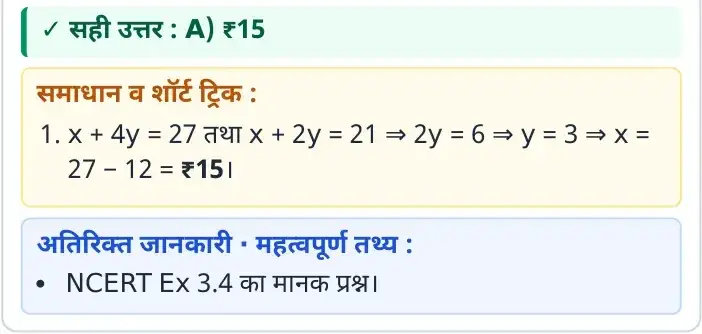 ✓ सही उत्तर : A) ₹15
समाधान व शॉर्ट ट्रिक :
1. x + 4y = 27 तथा x + 2y = 21 ⇒ 2y = 6 ⇒ y = 3 ⇒ x =
27 − 12 = ₹15।
अतिरिक्त जानकारी · महत्वपूर्ण तथ्य :
• NCERT Ex 3.4 का मानक प्रश्न।